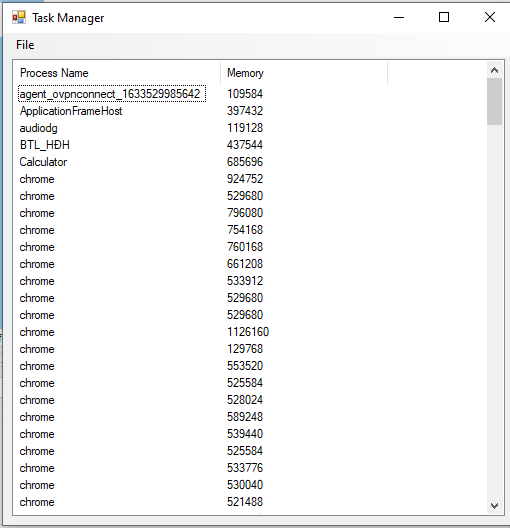 Task Manager
File
Process Name Memory
agent_ovpnconnect_1633529985642 109584
ApplicationFrameHost 397432
audiodg 119128
BTL_HĐH 437544
Calculator 685696
chrome 924752
chrome 529680
chrome 796080
chrome 754168
chrome 760168
chrome 661208
chrome 533912
chrome 529680
chrome 529680
chrome 1126160
chrome 129768
chrome 553520
chrome 525584
chrome 528024
chrome 589248
chrome 539440
chrome 525584
chrome 533776
chrome 530040
chrome 521488